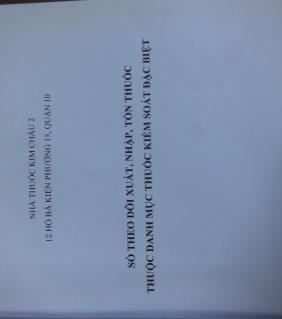 NHÀ THUỐC KIM CHÂU 2
12 HỒ BÁ KIỆN PHƯỜNG 15, QUẬN 10
SỔ THEO DÕI XUẤT, NHẬP, TỒN THUỐC
THUỘC DANH MỤC THUỐC KIỂM SOÁT ĐẶC BIỆT